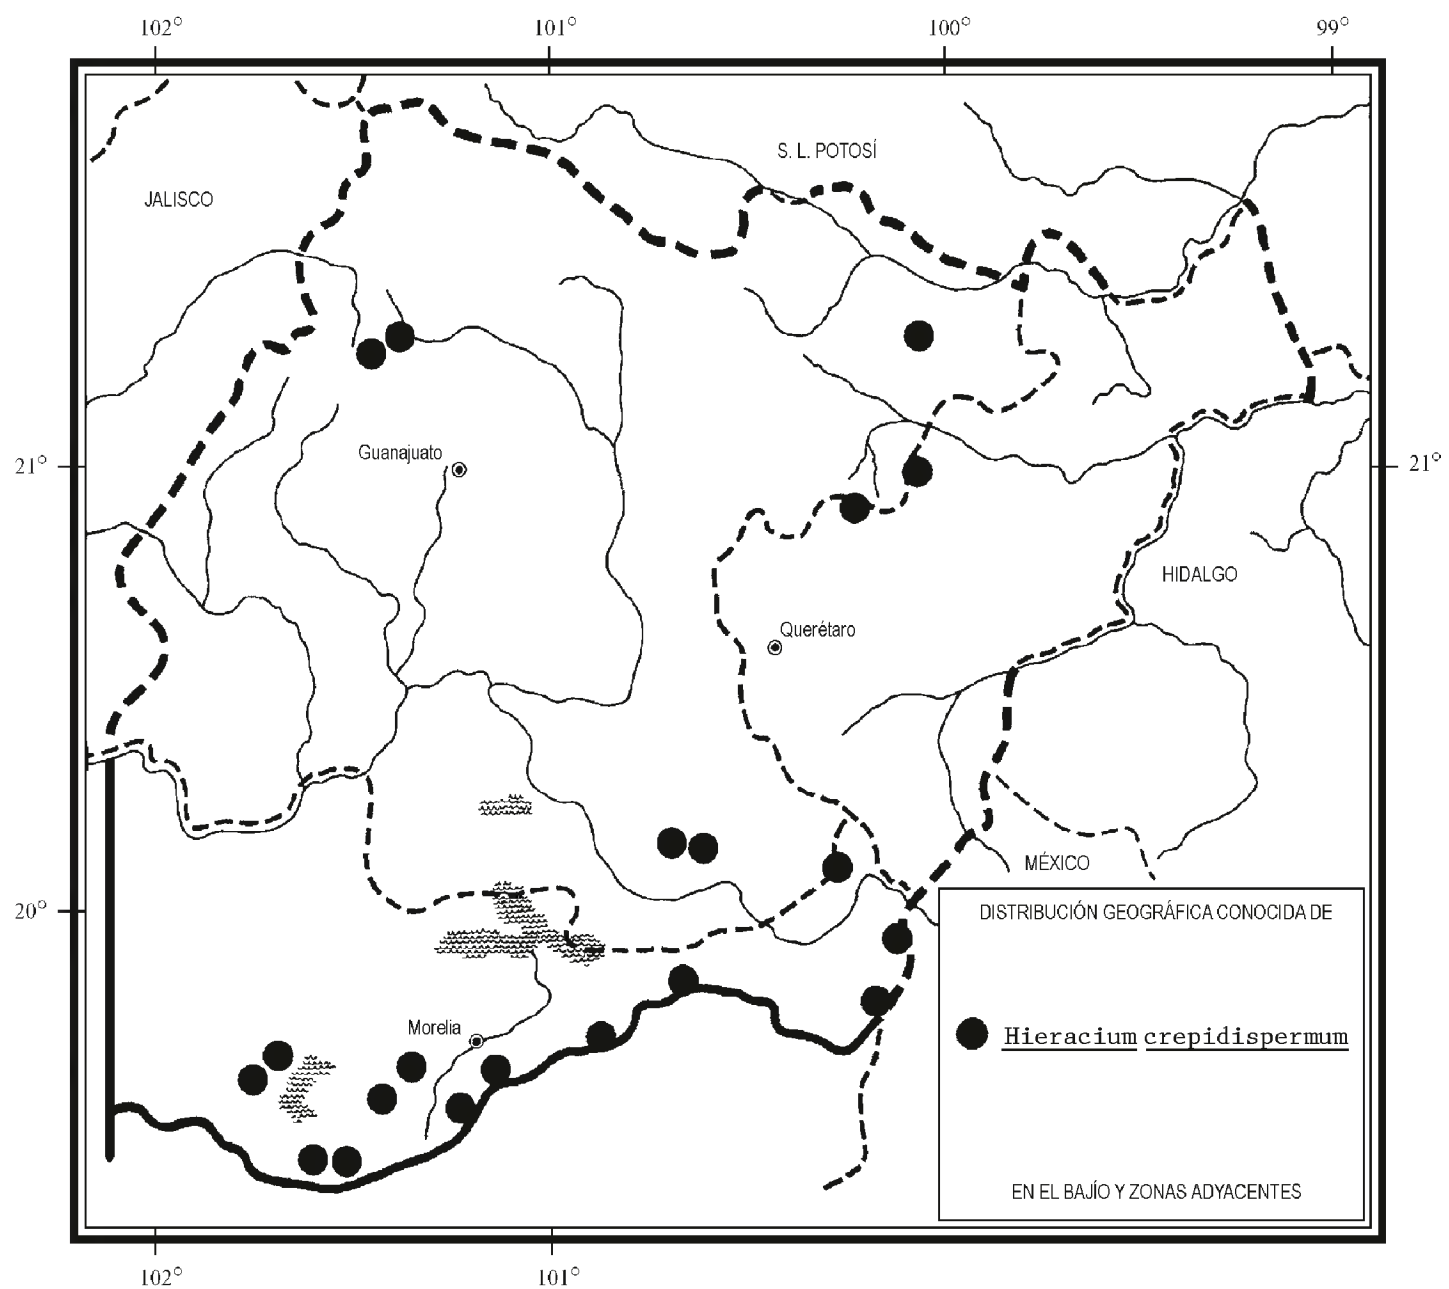 102° 101° 100° 99°
S. L. POTOSÍ
JALISCO
Guanajuato
21° 21°
HIDALGO
Querétaro
MÉXICO
20°
DISTRIBUCIÓN GEOGRÁFICA CONOCIDA DE
Morelia
Hieracium crepidispermum
EN EL BAJÍO Y ZONAS ADYACENTES
102° 101°